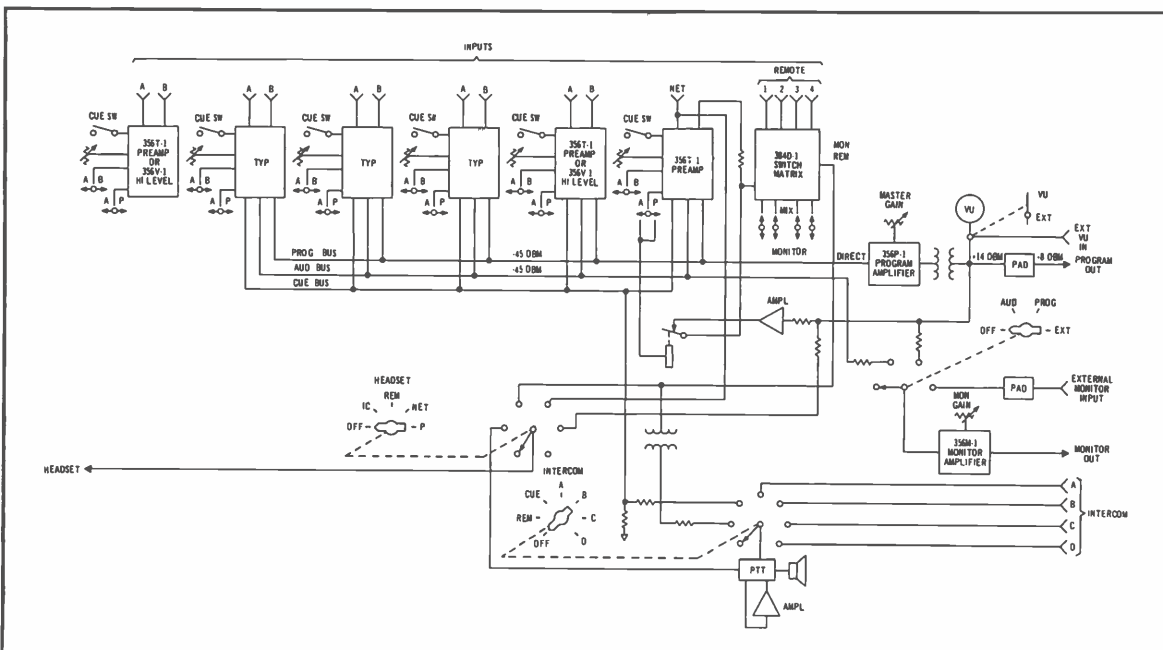 INPUTS
REMOTE
A B A B A B A B A B NET 1 2 3 4
CUE SW CUE SW CUE SW CUE SW CUE SW CUE SW
356T-1
PREAMP
OR
356V-1
HI LEVEL
TYP
TYP
TYP
356T-1
PREAMP
OR
356V-1
HI LEVEL
356T-1
PREAMP
384D-1
SWITCH
MATRIX
MON
REM
A B A B A B A B A B
A P A P A P A P A P A P
MIX
MONITOR
MASTER
GAIN
VU
VU
EXT
EXT
VU
IN
PROG BUS -45 DBM
DIRECT
356P-1
PROGRAM
AMPLIFIER
+14 DBM
PAD
+8 DBM
PROGRAM
OUT
AUD BUS -45 DBM
CUE BUS
AMPL
AUD PROG
OFF EXT
PAD
EXTERNAL
MONITOR
INPUT
MON
GAIN
356M-1
MONITOR
AMPLIFIER
MONITOR
OUT
HEADSET
REM
IC NET
OFF P
HEADSET
INTERCOM
A
CUE B
REM C
OFF D
A
B
C
D
INTERCOM
PTT
AMPL